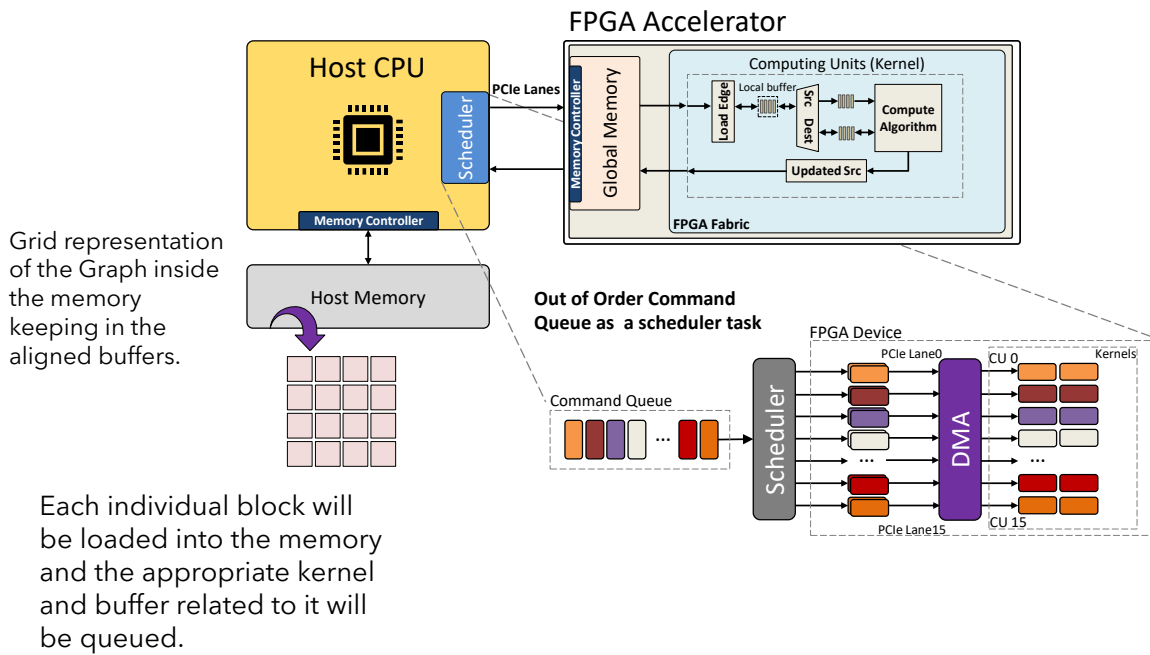 FPGA Accelerator
Host CPU
Scheduler
PCIe Lanes
Memory Controller
Global Memory
Computing Units (Kernel)
Load Edge
Local buffer
Src
Dest
Compute
Algorithm
Updated Src
FPGA Fabric
Memory Controller
Host Memory
Grid representation
of the Graph inside
the memory
keeping in the
aligned buffers.
Out of Order Command
Queue as a scheduler task
Command Queue
...
Scheduler
FPGA Device
PCIe Lane0
...
PCIe Lane15
DMA
CU 0
Kernels
...
CU 15
Each individual block will
be loaded into the memory
and the appropriate kernel
and buffer related to it will
be queued.